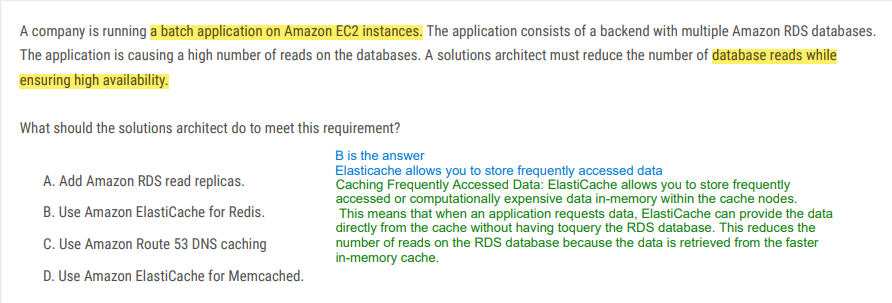 A company is running a batch application on Amazon EC2 instances. The application consists of a backend with multiple Amazon RDS databases.
The application is causing a high number of reads on the databases. A solutions architect must reduce the number of database reads while
ensuring high availability.
What should the solutions architect do to meet this requirement?
B is the answer
Elasticache allows you to store frequently accessed data
Caching Frequently Accessed Data: ElastiCache allows you to store frequently
accessed or computationally expensive data in-memory within the cache nodes.
This means that when an application requests data, ElastiCache can provide the data
directly from the cache without having toquery the RDS database. This reduces the
number of reads on the RDS database because the data is retrieved from the faster
in-memory cache.
A. Add Amazon RDS read replicas.
B. Use Amazon ElastiCache for Redis.
C. Use Amazon Route 53 DNS caching
D. Use Amazon ElastiCache for Memcached.